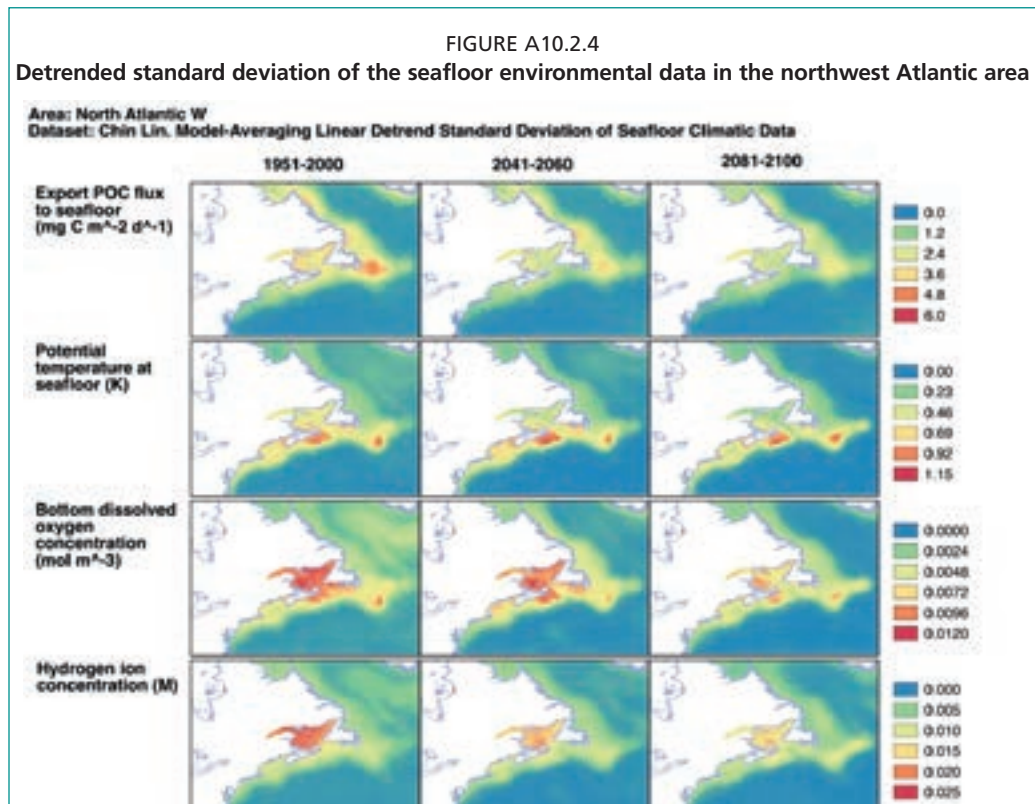 FIGURE A10.2.4
Detrended standard deviation of the seafloor environmental data in the northwest Atlantic area
Area: North Atlantic W
Dataset: Chin Lin. Model-Averaging Linear Detrend Standard Deviation of Seafloor Climatic Data
1951-2000 2041-2060 2081-2100
Export POC flux
to seafloor
(mg C m^-2 d^-1)
0.0
1.2
2.4
3.6
4.8
6.0
Potential
temperature at
seafloor (K)
0.00
0.23
0.46
0.69
0.92
1.15
Bottom dissolved
oxygen
concentration
(mol m^-3)
0.0000
0.0024
0.0048
0.0072
0.0096
0.0120
Hydrogen ion
concentration (M)
0.000
0.005
0.010
0.015
0.020
0.025